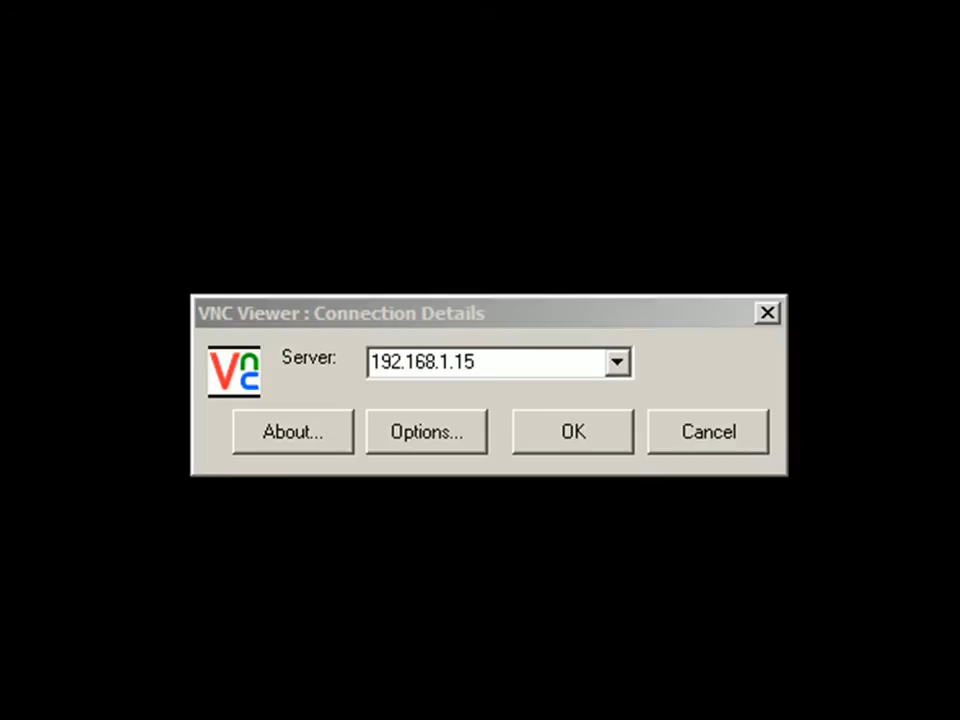 VNC Viewer : Connection Details
Server:
192.168.1.15
Vnc
About...
Options...
OK
Cancel